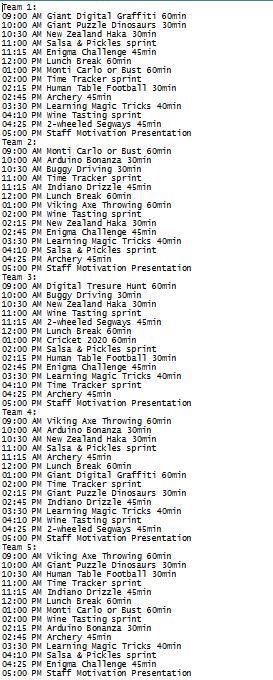 Team 1:
09:00 AM Giant Digital Graffiti 60min
10:00 AM Giant Puzzle Dinosaurs 30min
10:30 AM New Zealand Haka 30min
11:00 AM Salsa & Pickles sprint
11:15 AM Enigma Challenge 45min
12:00 PM Lunch Break 60min
01:00 PM Monti Carlo or Bust 60min
02:00 PM Time Tracker sprint
02:15 PM Human Table Football 30min
02:45 PM Archery 45min
03:30 PM Learning Magic Tricks 40min
04:10 PM Wine Tasting sprint
04:25 PM 2-wheeled Segways 45min
05:00 PM Staff Motivation Presentation
Team 2:
09:00 AM Monti Carlo or Bust 60min
10:00 AM Arduino Bonanza 30min
10:30 AM Buggy Driving 30min
11:00 AM Time Tracker sprint
11:15 AM Indiano Drizzle 45min
12:00 PM Lunch Break 60min
01:00 PM Viking Axe Throwing 60min
02:00 PM Wine Tasting sprint
02:15 PM New Zealand Haka 30min
02:45 PM Enigma Challenge 45min
03:30 PM Learning Magic Tricks 40min
04:10 PM Salsa & Pickles sprint
04:25 PM Archery 45min
05:00 PM Staff Motivation Presentation
Team 3:
09:00 AM Digital Tresure Hunt 60min
10:00 AM Buggy Driving 30min
10:30 AM New Zealand Haka 30min
11:00 AM Wine Tasting sprint
11:15 AM 2-wheeled Segways 45min
12:00 PM Lunch Break 60min
01:00 PM Cricket 2020 60min
02:00 PM Salsa & Pickles sprint
02:15 PM Human Table Football 30min
02:45 PM Enigma Challenge 45min
03:30 PM Learning Magic Tricks 40min
04:10 PM Time Tracker sprint
04:25 PM Archery 45min
05:00 PM Staff Motivation Presentation
Team 4:
09:00 AM Viking Axe Throwing 60min
10:00 AM Arduino Bonanza 30min
10:30 AM New Zealand Haka 30min
11:00 AM Salsa & Pickles sprint
11:15 AM Archery 45min
12:00 PM Lunch Break 60min
01:00 PM Giant Digital Graffiti 60min
02:00 PM Time Tracker sprint
02:15 PM Giant Puzzle Dinosaurs 30min
02:45 PM Indiano Drizzle 45min
03:30 PM Learning Magic Tricks 40min
04:10 PM Wine Tasting sprint
04:25 PM 2-wheeled Segways 45min
05:00 PM Staff Motivation Presentation
Team 5:
09:00 AM Viking Axe Throwing 60min
10:00 AM Giant Puzzle Dinosaurs 30min
10:30 AM Human Table Football 30min
11:00 AM Time Tracker sprint
11:15 AM Indiano Drizzle 45min
12:00 PM Lunch Break 60min
01:00 PM Monti Carlo or Bust 60min
02:00 PM Wine Tasting sprint
02:15 PM Arduino Bonanza 30min
02:45 PM Archery 45min
03:30 PM Learning Magic Tricks 40min
04:10 PM Salsa & Pickles sprint
04:25 PM Enigma Challenge 45min
05:00 PM Staff Motivation Presentation